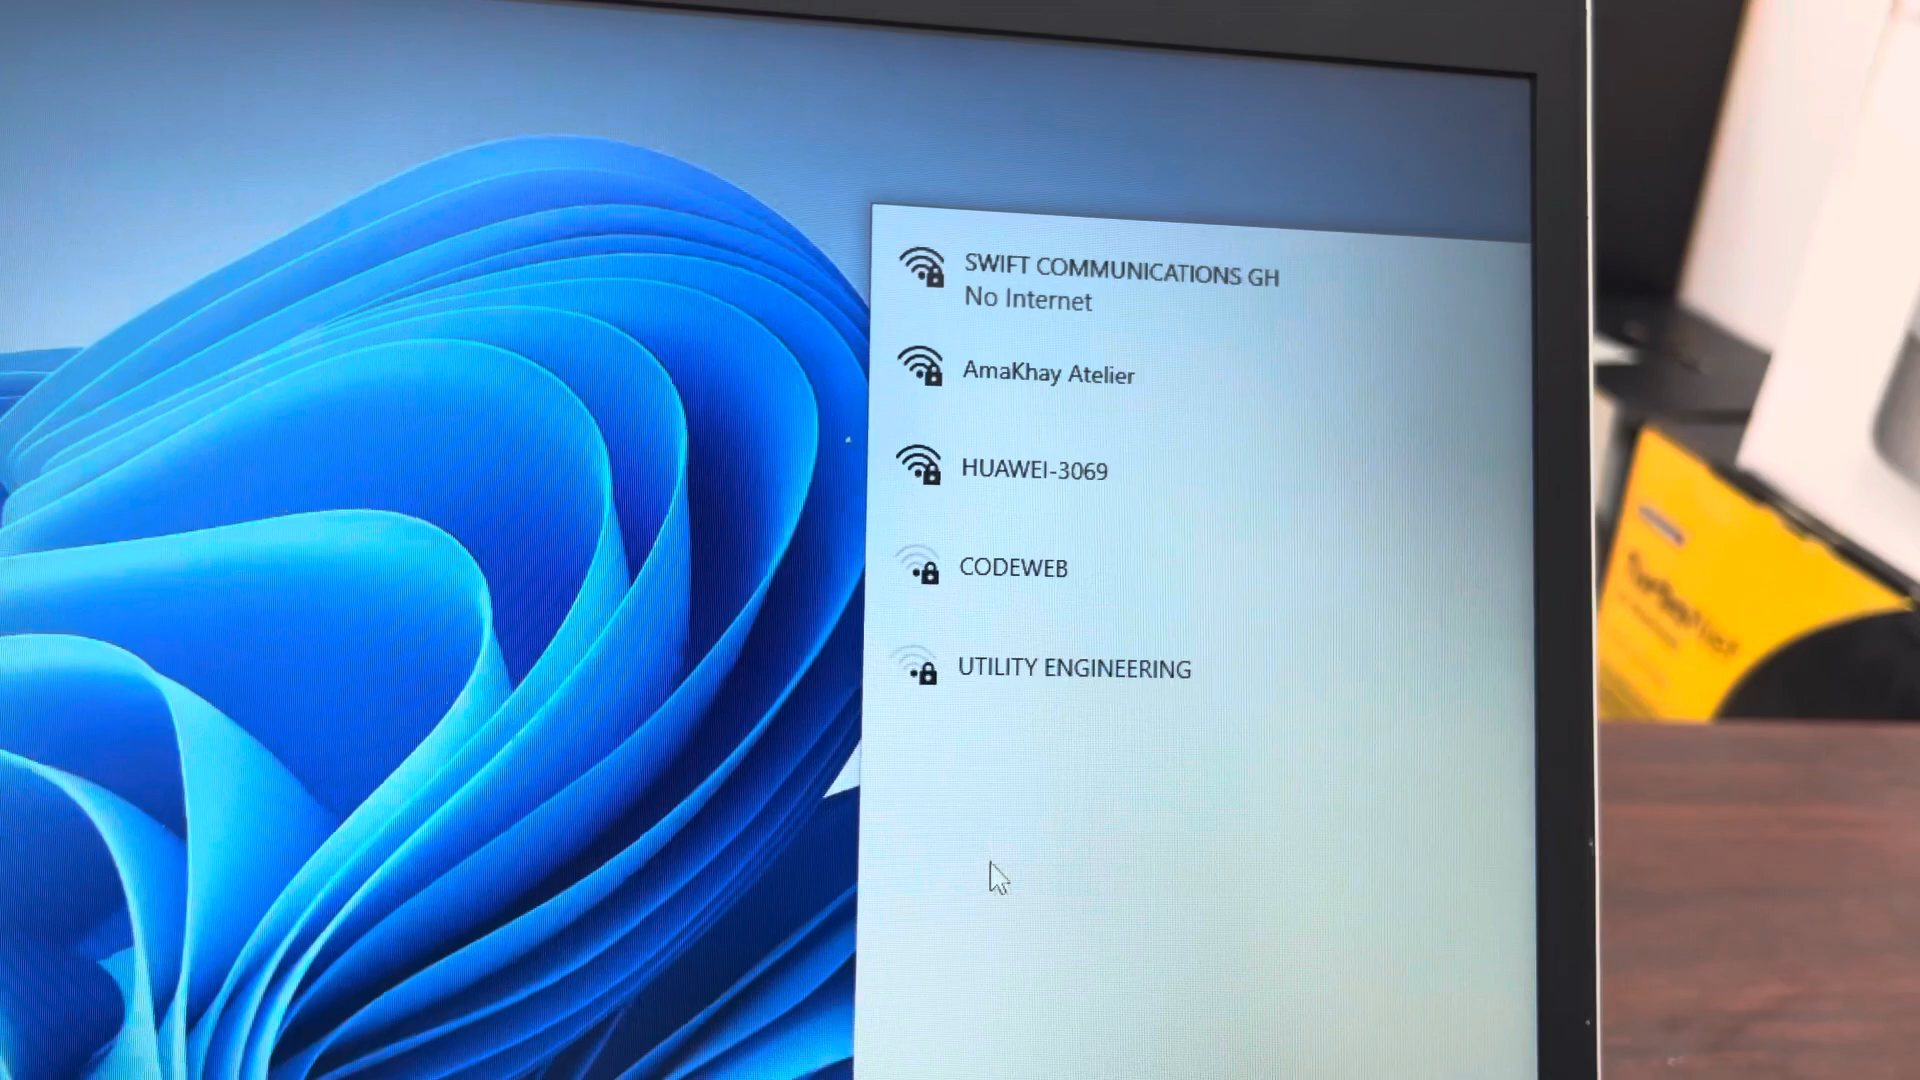 SWIFT COMMUNICATIONS GH
No Internet
AmaKhay Atelier
HUAWEI-3069
CODEWEB
UTILITY ENGINEERING